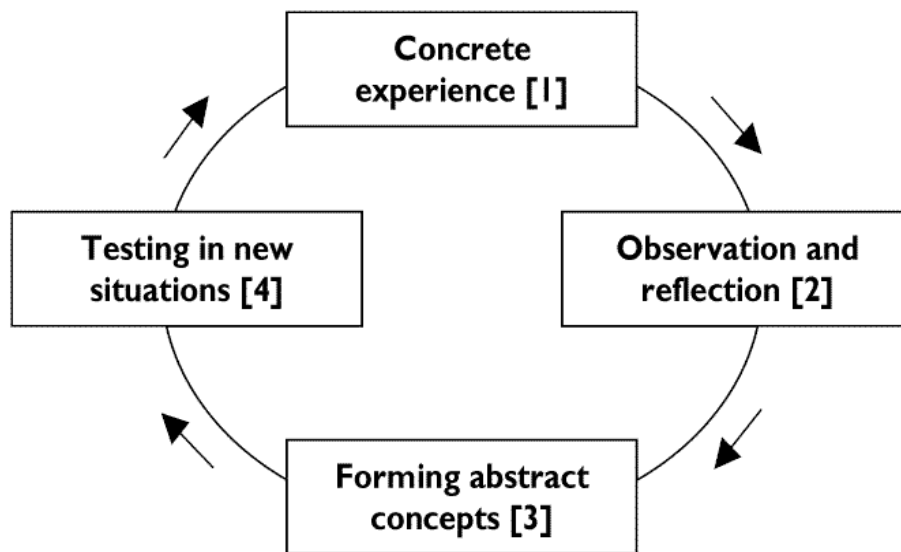 Concrete
experience [1]
Observation and
reflection [2]
Forming abstract
concepts [3]
Testing in new
situations [4]